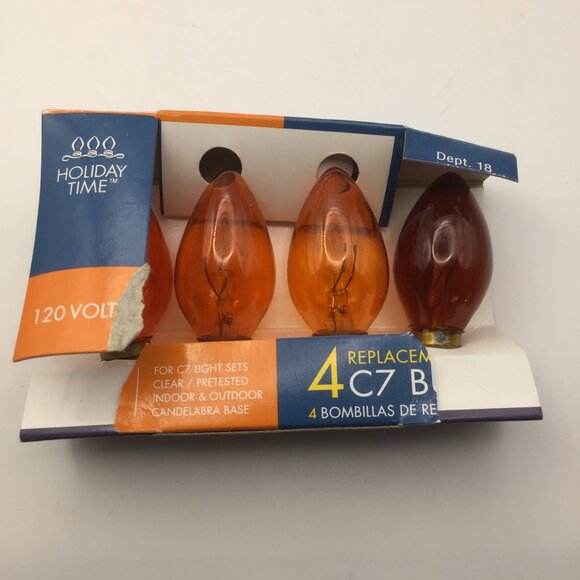 HOLIDAY
TIME™
120 VOLT
Dept. 18
FOR C7 LIGHT SETS
CLEAR / PRETESTED
INDOOR & OUTDOOR
CANDELABRA BASE
4 REPLACEM
C7 BU
4 BOMBILLAS DE RE